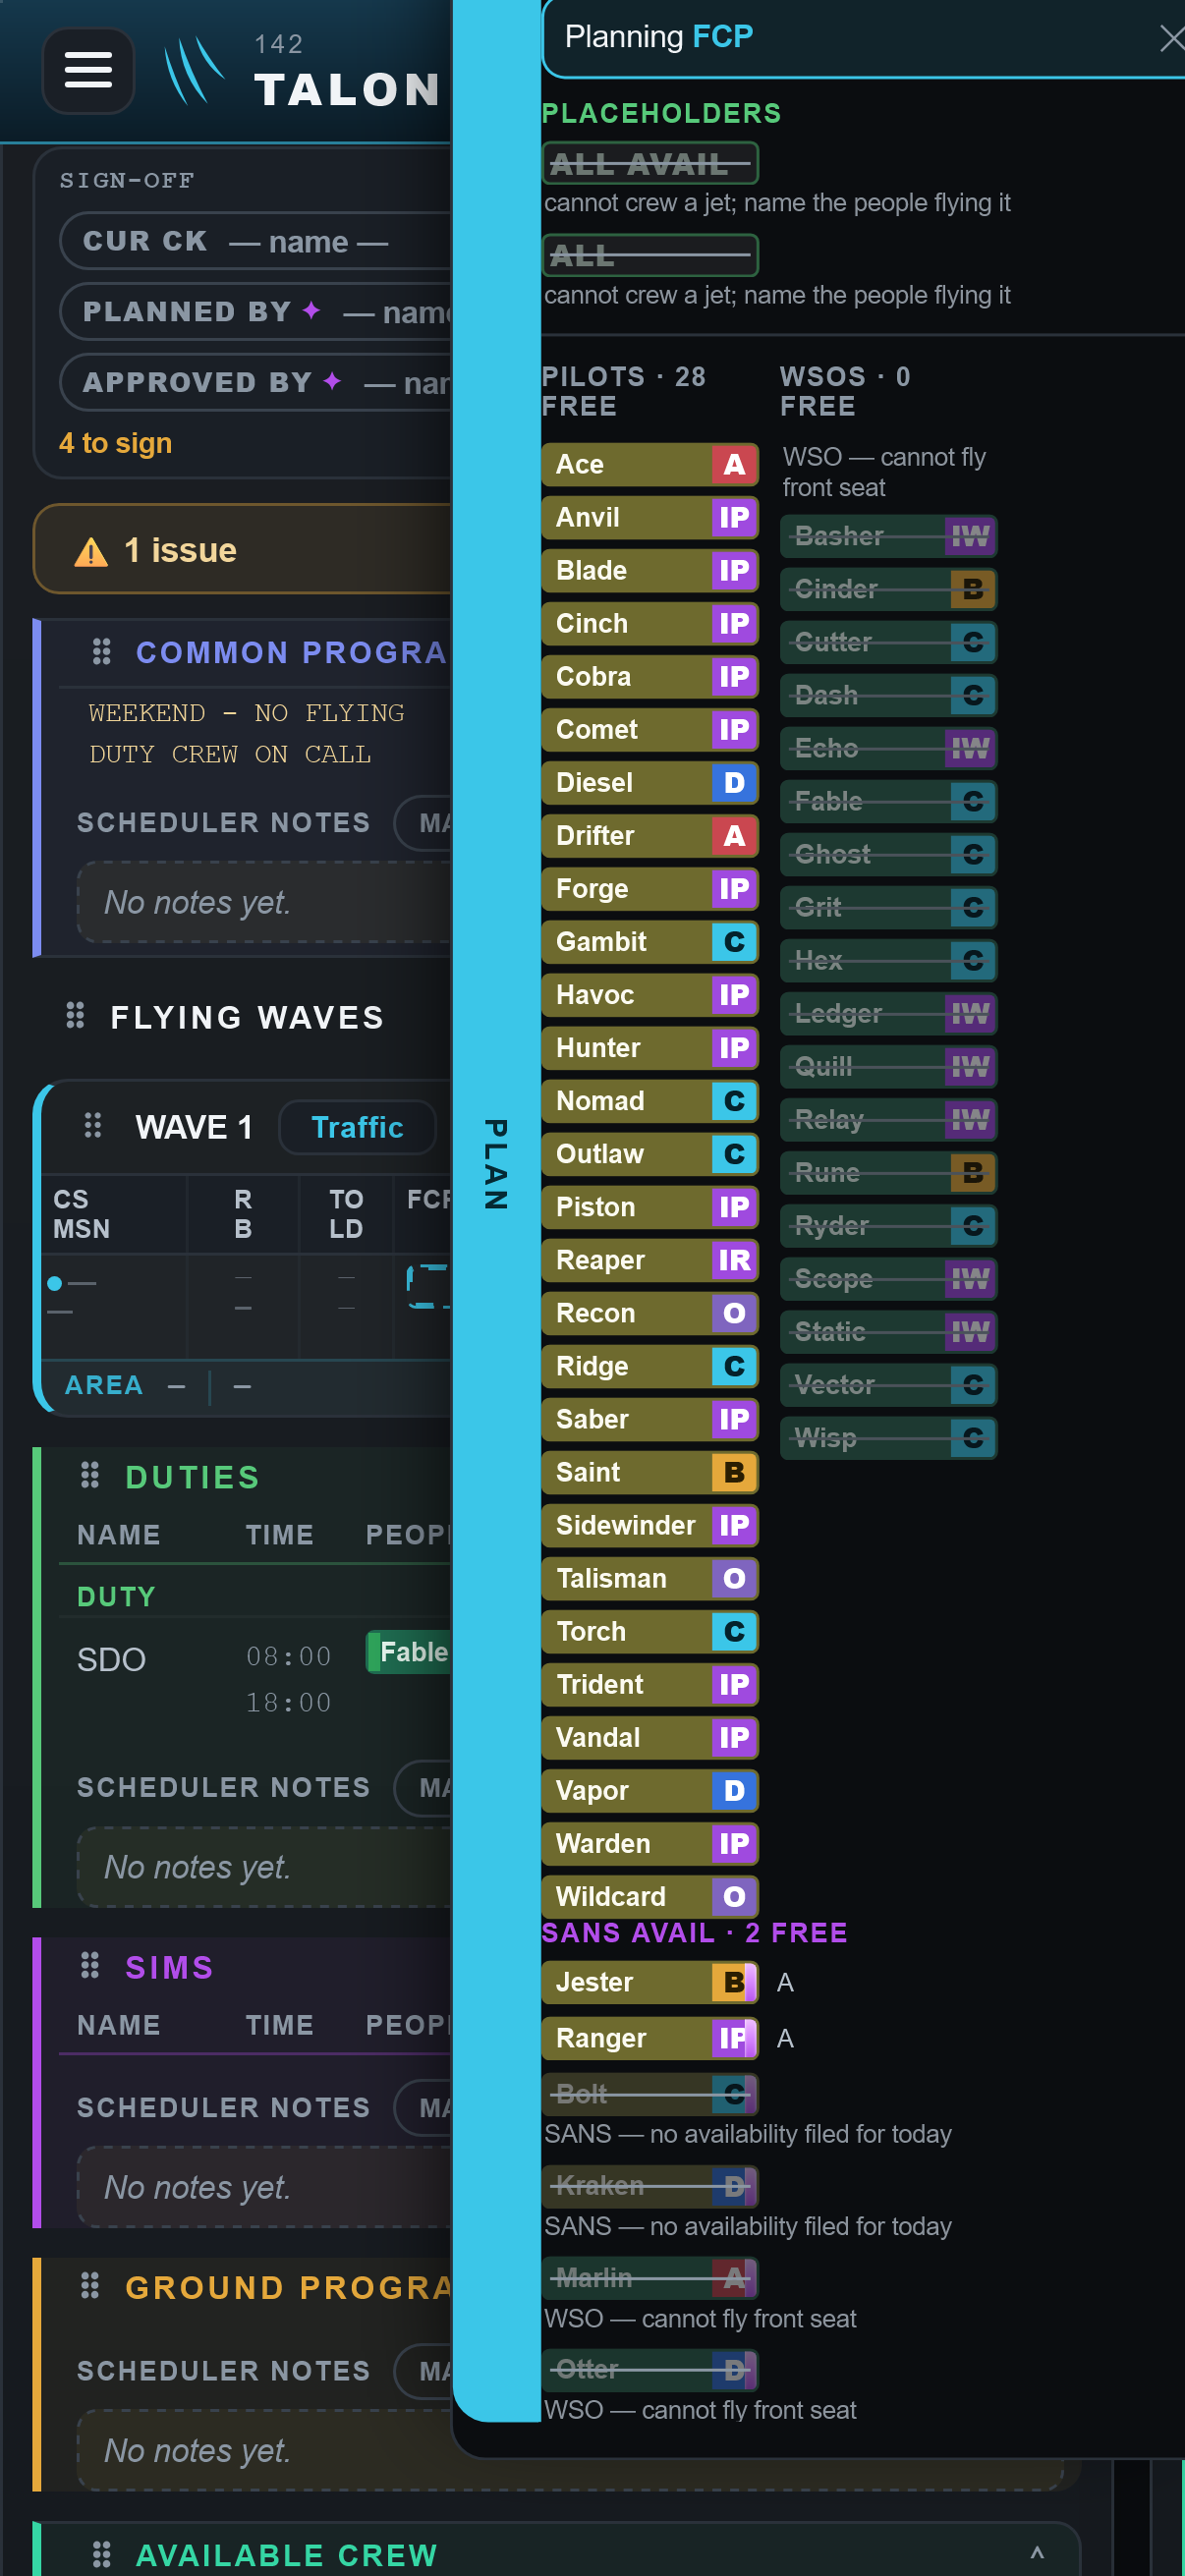 142
TALON
SIGN-OFF
CUR CK — name —
PLANNED BY ✦ — name
APPROVED BY ✦ —
4 to sign
1 issue
COMMON PROGRA
WEEKEND – NO FLYING
DUTY CREW ON CALL
SCHEDULER NOTES MA
No notes yet.
FLYING WAVES
WAVE 1 Traffic
CS R TO FCP
MSN B LD
— — —
— — —
AREA — | —
DUTIES
NAME TIME PEOPL
DUTY
SDO 08:00 Fable
18:00
SCHEDULER NOTES MA
No notes yet.
SIMS
NAME TIME PEOPL
SCHEDULER NOTES MA
No notes yet.
GROUND PROGRA
SCHEDULER NOTES MA
No notes yet.
AVAILABLE CREW
PLAN
Planning FCP
PLACEHOLDERS
ALL AVAIL
cannot crew a jet; name the people flying it
ALL
cannot crew a jet; name the people flying it
PILOTS · 28
FREE
Ace A
Anvil IP
Blade IP
Cinch IP
Cobra IP
Comet IP
Diesel D
Drifter A
Forge IP
Gambit C
Havoc IP
Hunter IP
Nomad C
Outlaw C
Piston IP
Reaper IR
Recon O
Ridge C
Saber IP
Saint B
Sidewinder IP
Talisman O
Torch C
Trident IP
Vandal IP
Vapor D
Warden IP
Wildcard O
WSOS · 0
FREE
WSO — cannot fly
front seat
Basher IW
Cinder B
Cutter C
Dash C
Echo IW
Fable C
Ghost C
Grit C
Hex C
Ledger IW
Quill IW
Relay IW
Rune B
Ryder C
Scope IW
Static IW
Vector C
Wisp C
SANS AVAIL · 2 FREE
Jester B A
Ranger IP A
Bolt C
SANS — no availability filed for today
Kraken D
SANS — no availability filed for today
Marlin A
WSO — cannot fly front seat
Otter D
WSO — cannot fly front seat